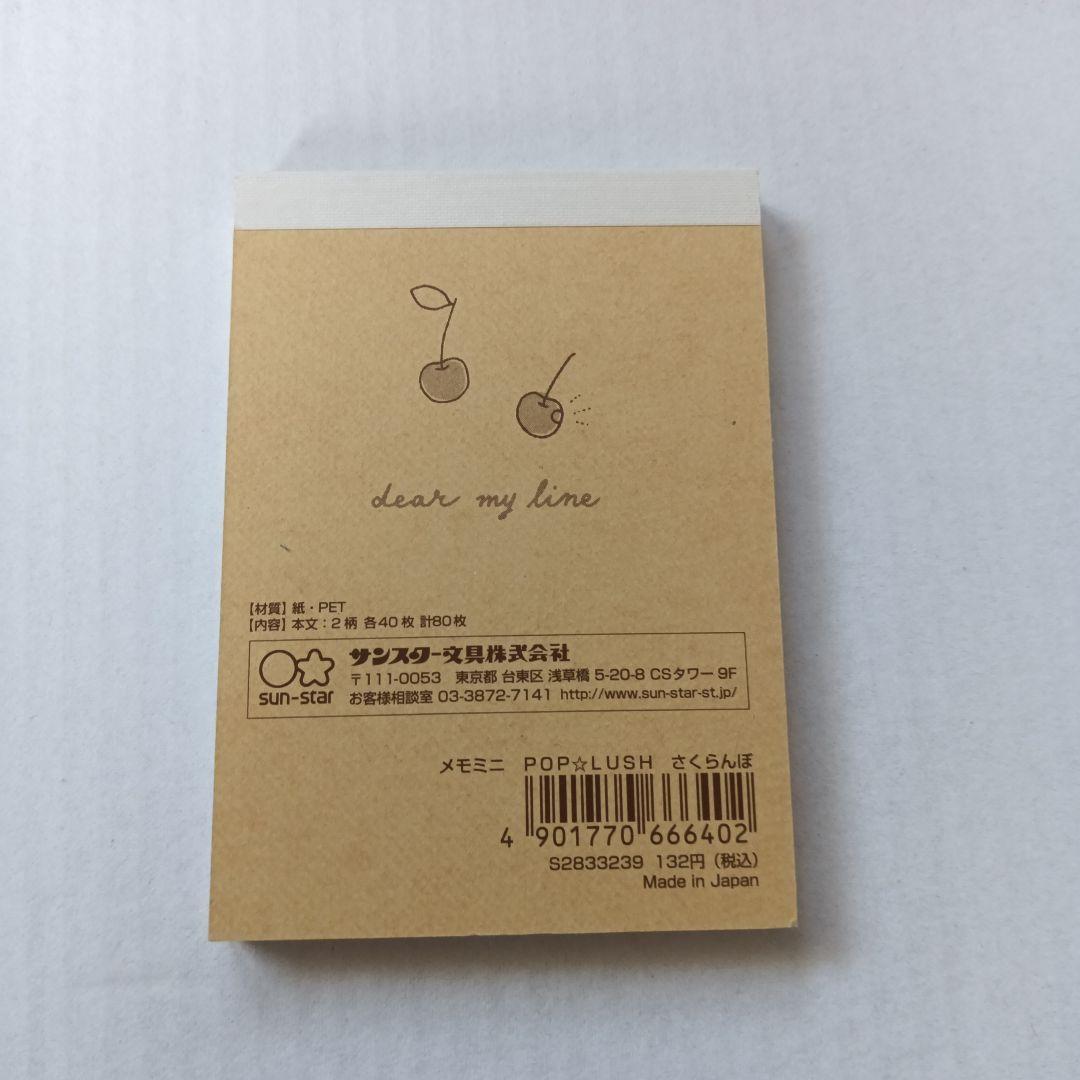 dear my line
【材質】紙・PET
【内容】本文：2柄 各40枚 計80枚
sun-star
サンスター文具株式会社
〒111-0053 東京都 台東区 浅草橋 5-20-8 CSタワー 9F
お客様相談室 03-3872-7141 http://www.sun-star-st.jp/
メモミニ POP☆LUSH さくらんぼ
4 901770 666402
S2833239 132円（税込）
Made in Japan